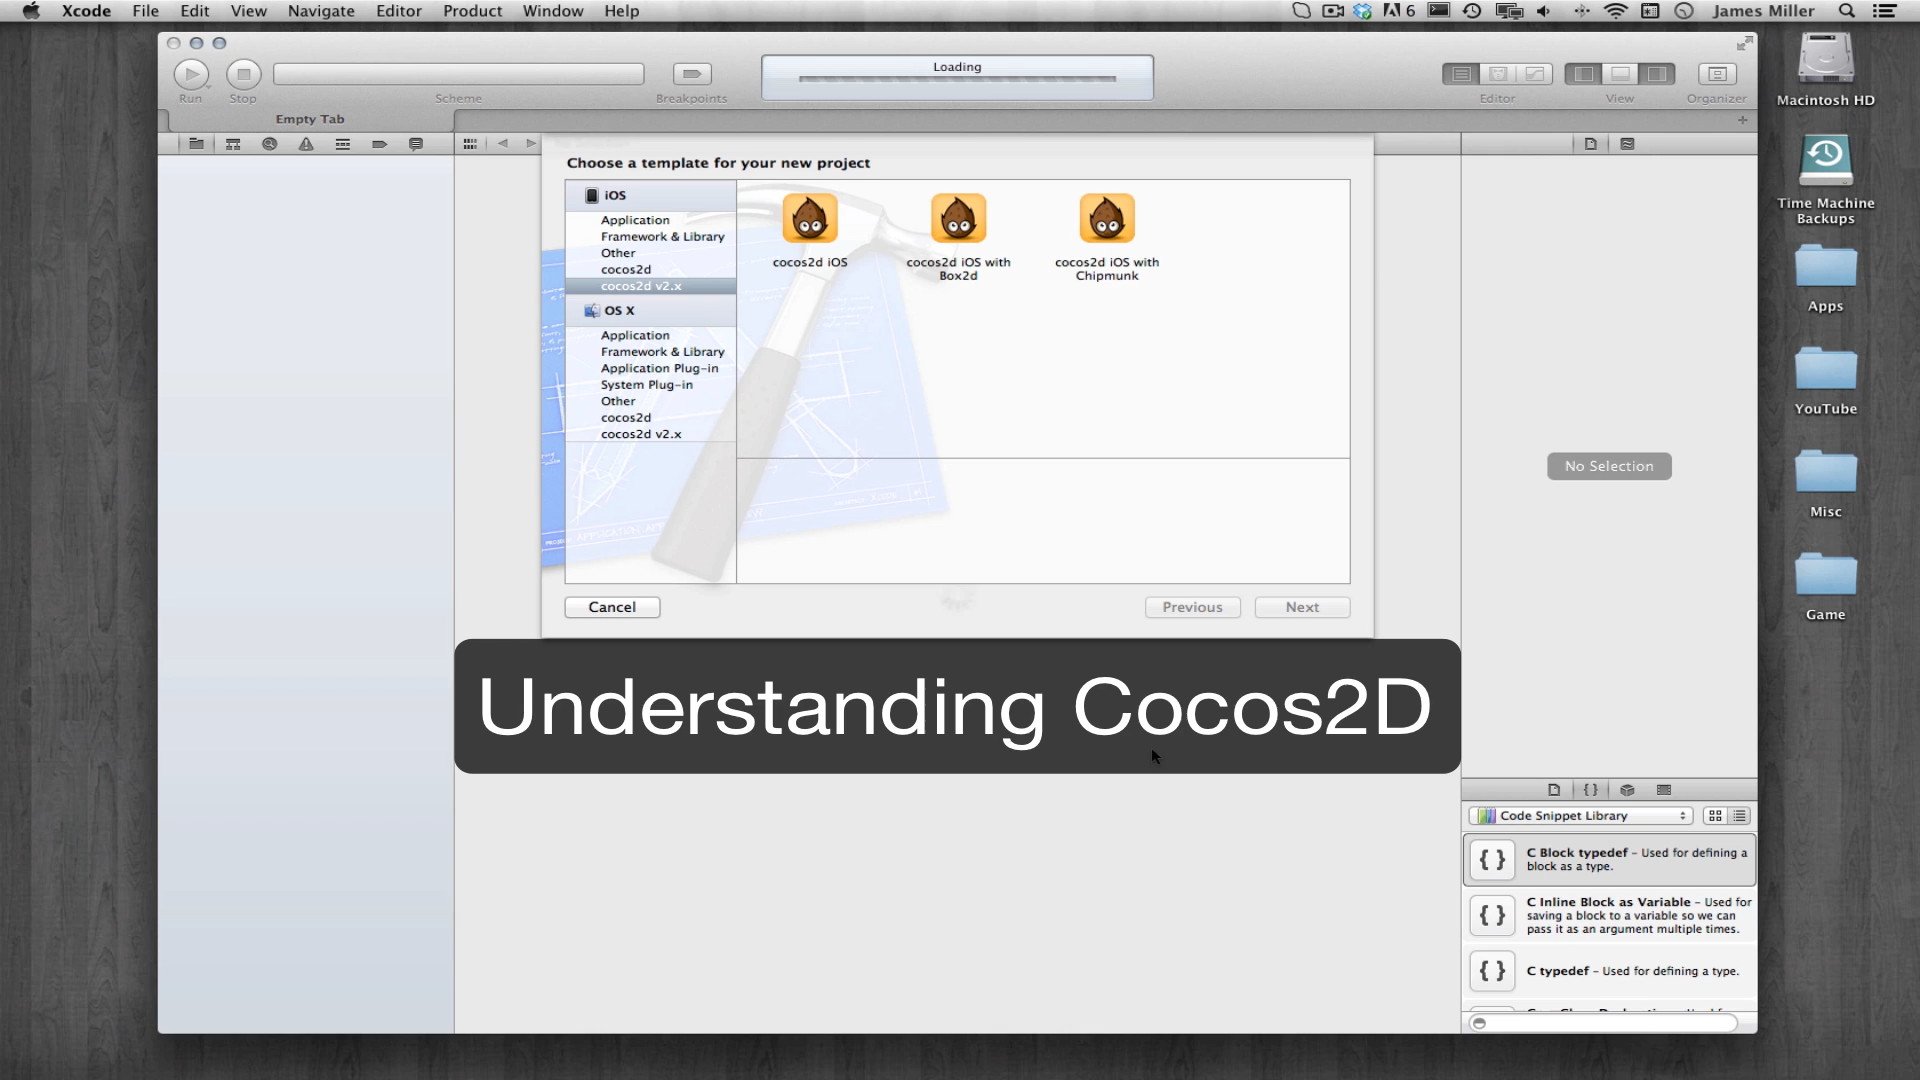 Xcode File Edit View Navigate Editor Product Window Help
6 James Miller
Loading
Run Stop Scheme Breakpoints Editor View Organizer
Empty Tab
Choose a template for your new project
iOS
Application
Framework & Library
Other
cocos2d
cocos2d v2.x
OS X
Application
Framework & Library
Application Plug-in
System Plug-in
Other
cocos2d
cocos2d v2.x
cocos2d iOS
cocos2d iOS with
Box2d
cocos2d iOS with
Chipmunk
Cancel
Previous
Next
Understanding Cocos2D
No Selection
Code Snippet Library
C Block typedef – Used for defining a
block as a type.
C Inline Block as Variable – Used for
saving a block to a variable so we can
pass it as an argument multiple times.
C typedef – Used for defining a type.
Macintosh HD
Time Machine
Backups
Apps
YouTube
Misc
Game